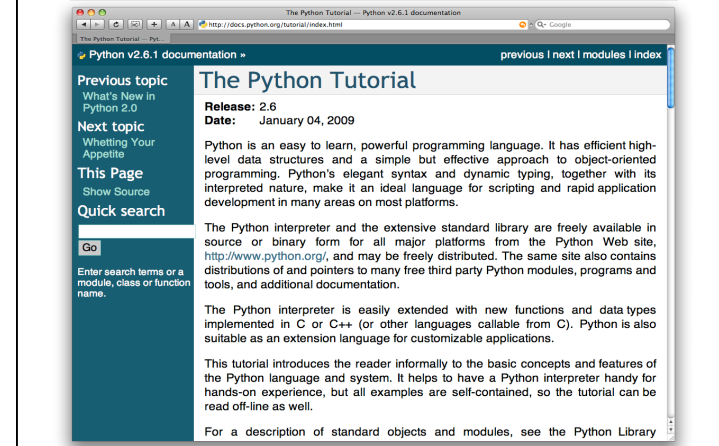 The Python Tutorial — Python v2.6.1 documentation
A A http://docs.python.org/tutorial/index.html Q- Google
The Python Tutorial — Pyt...
Python v2.6.1 documentation »
previous | next | modules | index
Previous topic
What's New in
Python 2.0
Next topic
Whetting Your
Appetite
This Page
Show Source
Quick search
Go
Enter search terms or a
module, class or function
name.
The Python Tutorial
Release: 2.6
Date: January 04, 2009
Python is an easy to learn, powerful programming language. It has efficient high-
level data structures and a simple but effective approach to object-oriented
programming. Python's elegant syntax and dynamic typing, together with its
interpreted nature, make it an ideal language for scripting and rapid application
development in many areas on most platforms.
The Python interpreter and the extensive standard library are freely available in
source or binary form for all major platforms from the Python Web site,
http://www.python.org/, and may be freely distributed. The same site also contains
distributions of and pointers to many free third party Python modules, programs and
tools, and additional documentation.
The Python interpreter is easily extended with new functions and data types
implemented in C or C++ (or other languages callable from C). Python is also
suitable as an extension language for customizable applications.
This tutorial introduces the reader informally to the basic concepts and features of
the Python language and system. It helps to have a Python interpreter handy for
hands-on experience, but all examples are self-contained, so the tutorial can be
read off-line as well.
For a description of standard objects and modules, see the Python Library